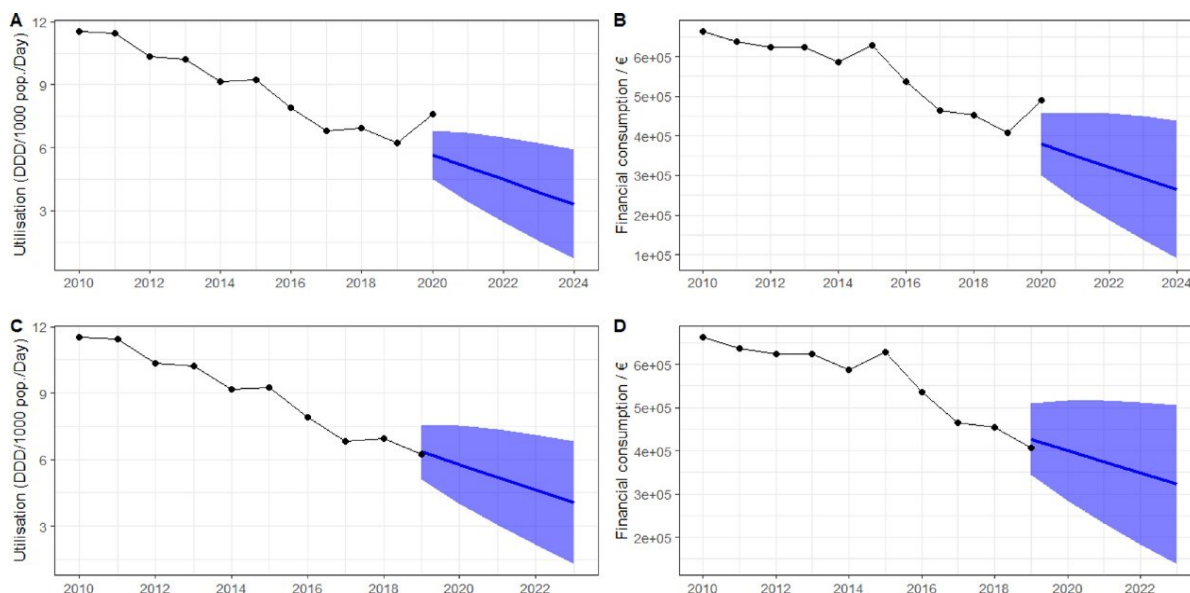 A
Utilisation (DDD/1000 pop./Day)
12
9
6
3
2010 2012 2014 2016 2018 2020 2022 2024
B
Financial consumption / €
6e+05
5e+05
4e+05
3e+05
2e+05
1e+05
2010 2012 2014 2016 2018 2020 2022 2024
C
Utilisation (DDD/1000 pop./Day)
12
9
6
3
2010 2012 2014 2016 2018 2020 2022
D
Financial consumption / €
6e+05
5e+05
4e+05
3e+05
2e+05
2010 2012 2014 2016 2018 2020 2022